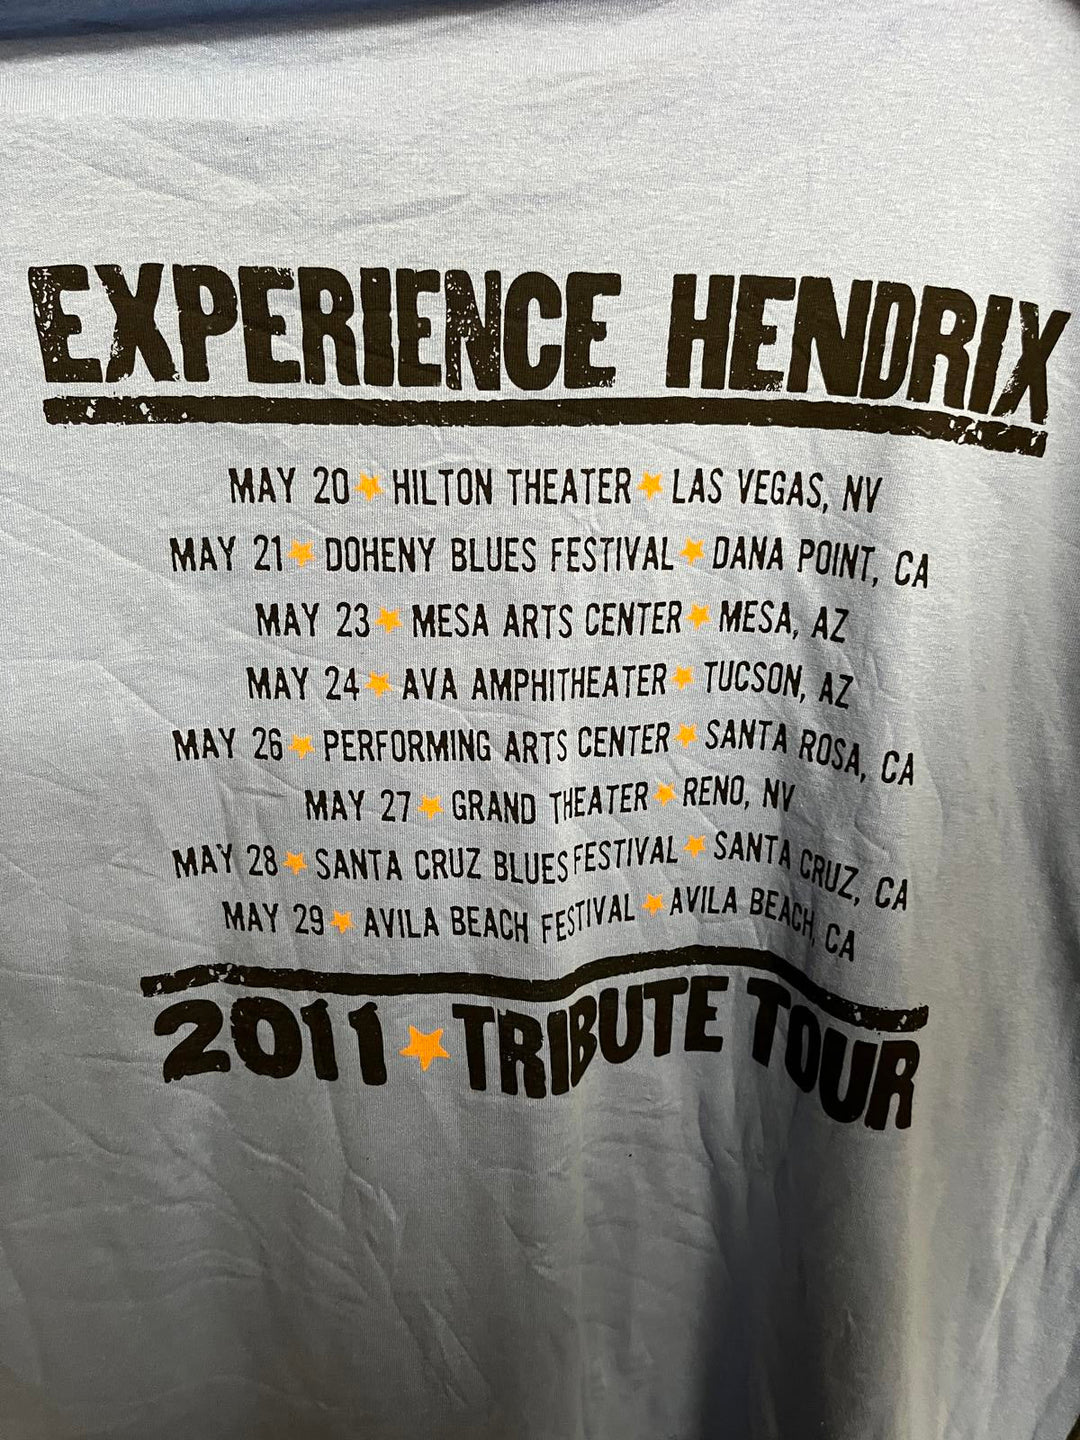 EXPERIENCE HENDRIX
MAY 20 ★ HILTON THEATER ★ LAS VEGAS, NV
MAY 21 ★ DOHENY BLUES FESTIVAL ★ DANA POINT, CA
MAY 23 ★ MESA ARTS CENTER ★ MESA, AZ
MAY 24 ★ AVA AMPHITHEATER ★ TUCSON, AZ
MAY 26 ★ PERFORMING ARTS CENTER ★ SANTA ROSA, CA
MAY 27 ★ GRAND THEATER ★ RENO, NV
MAY 28 ★ SANTA CRUZ BLUES FESTIVAL ★ SANTA CRUZ, CA
MAY 29 ★ AVILA BEACH FESTIVAL ★ AVILA BEACH, CA
2011 ★ TRIBUTE TOUR